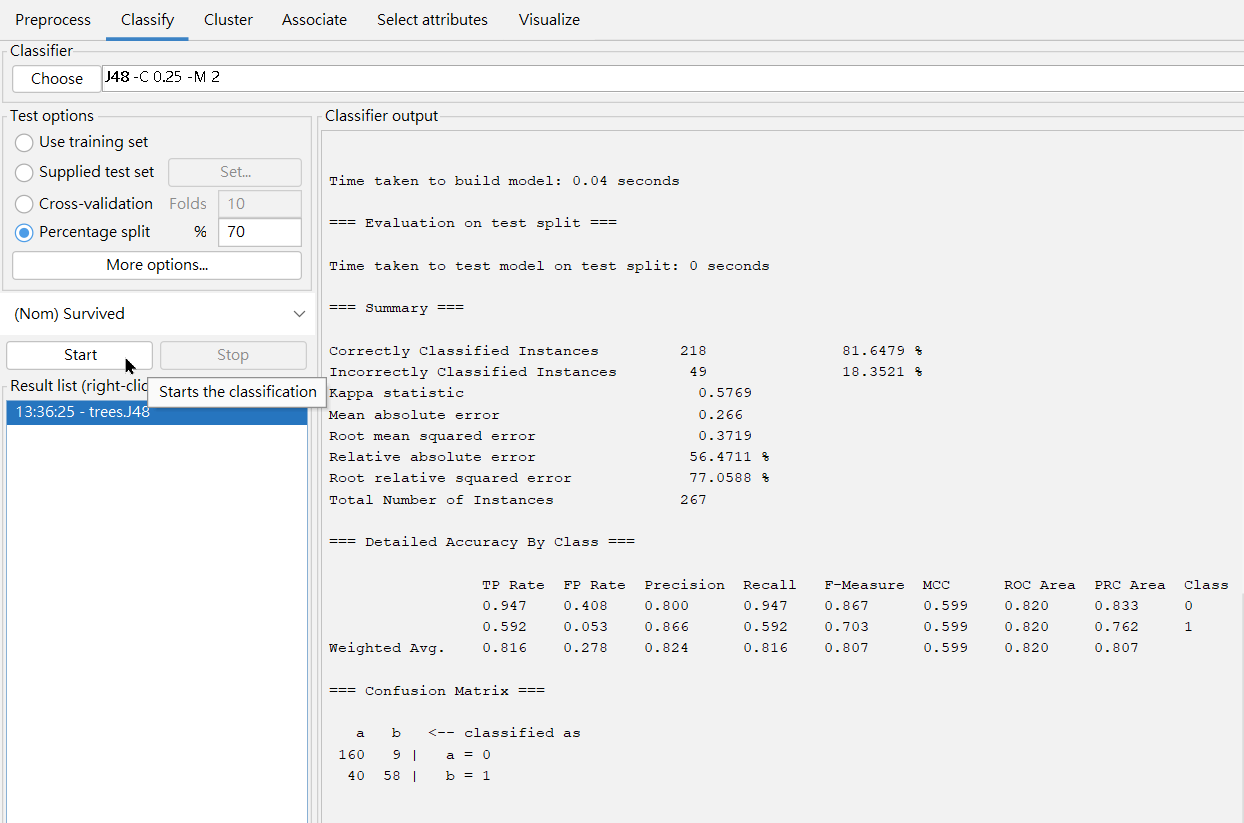 Preprocess Classify Cluster Associate Select attributes Visualize
Classifier
Choose J48 -C 0.25 -M 2
Test options
Use training set
Supplied test set Set...
Cross-validation Folds 10
Percentage split % 70
More options...
(Nom) Survived
Start Stop
Result list (right-clic
Starts the classification
13:36:25 - trees.J48
Classifier output
Time taken to build model: 0.04 seconds
=== Evaluation on test split ===
Time taken to test model on test split: 0 seconds
=== Summary ===
Correctly Classified Instances 218 81.6479 %
Incorrectly Classified Instances 49 18.3521 %
Kappa statistic 0.5769
Mean absolute error 0.266
Root mean squared error 0.3719
Relative absolute error 56.4711 %
Root relative squared error 77.0588 %
Total Number of Instances 267
=== Detailed Accuracy By Class ===
TP Rate FP Rate Precision Recall F-Measure MCC ROC Area PRC Area Class
0.947 0.408 0.800 0.947 0.867 0.599 0.820 0.833 0
0.592 0.053 0.866 0.592 0.703 0.599 0.820 0.762 1
Weighted Avg. 0.816 0.278 0.824 0.816 0.807 0.599 0.820 0.807
=== Confusion Matrix ===
a b <-- classified as
160 9 | a = 0
40 58 | b = 1